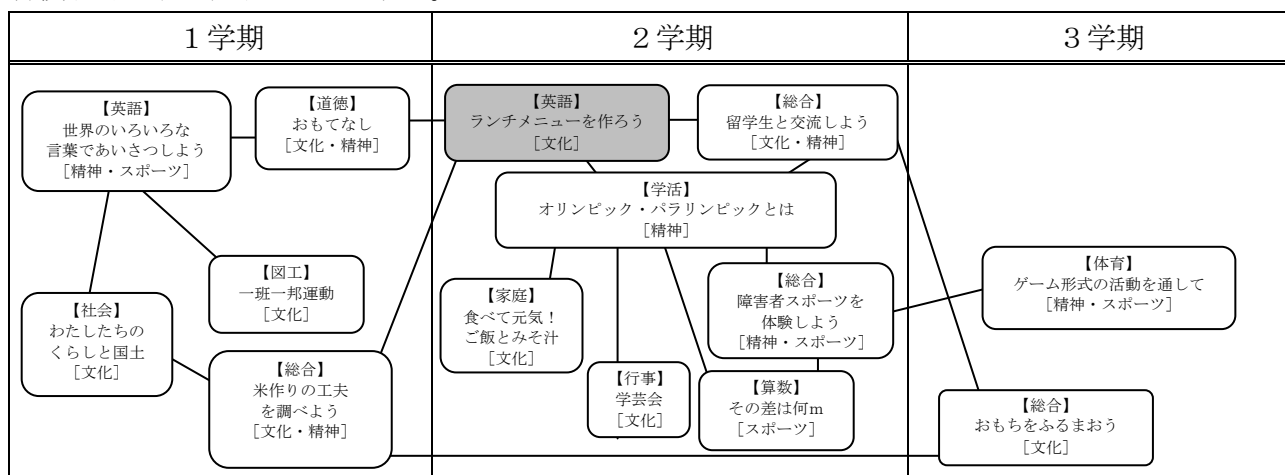 １学期
２学期
３学期
【英語】
世界のいろいろな
言葉であいさつしよう
［精神・スポーツ］
【道徳】
おもてなし
［文化・精神］
【図工】
一班一邦運動
［文化］
【社会】
わたしたちの
くらしと国土
［文化］
【総合】
米作りの工夫
を調べよう
［文化・精神］
【英語】
ランチメニューを作ろう
［文化］
【総合】
留学生と交流しよう
［文化・精神］
【学活】
オリンピック・パラリンピックとは
［精神］
【家庭】
食べて元気！
ご飯とみそ汁
［文化］
【総合】
障害者スポーツを
体験しよう
［精神・スポーツ］
【行事】
学芸会
［文化］
【算数】
その差は何ｍ
［スポーツ］
【体育】
ゲーム形式の活動を通して
［精神・スポーツ］
【総合】
おもちをふるまおう
［文化］